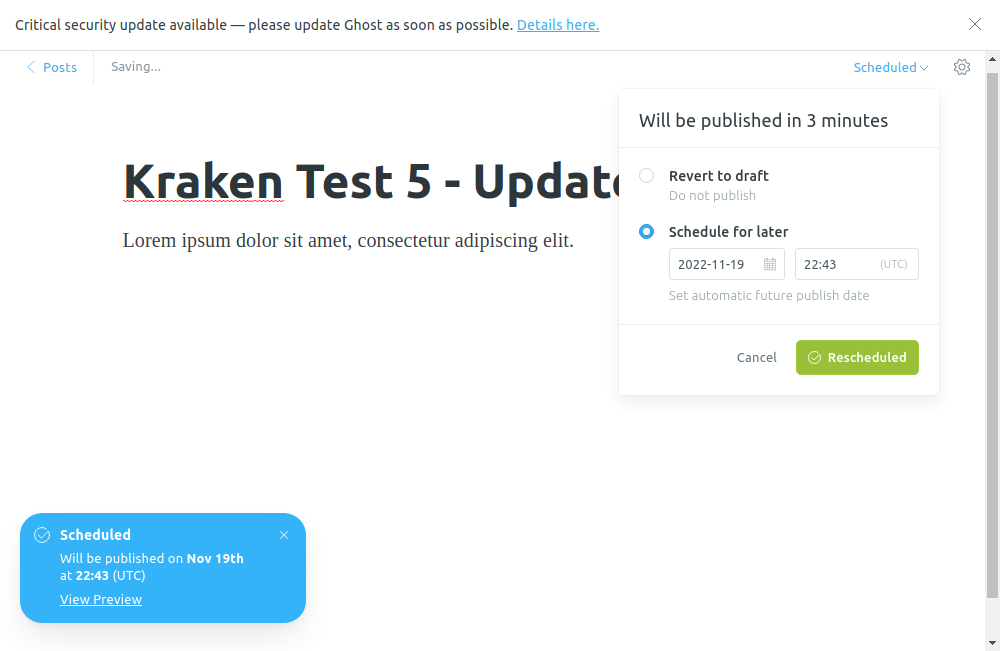 Critical security update available — please update Ghost as soon as possible. Details here.
Posts
Saving...
Scheduled
Will be published in 3 minutes
Kraken Test 5 - Update
Revert to draft
Do not publish
Lorem ipsum dolor sit amet, consectetur adipiscing elit.
Schedule for later
2022-11-19
22:43 (UTC)
Set automatic future publish date
Cancel
Rescheduled
Scheduled
Will be published on Nov 19th
at 22:43 (UTC)
View Preview